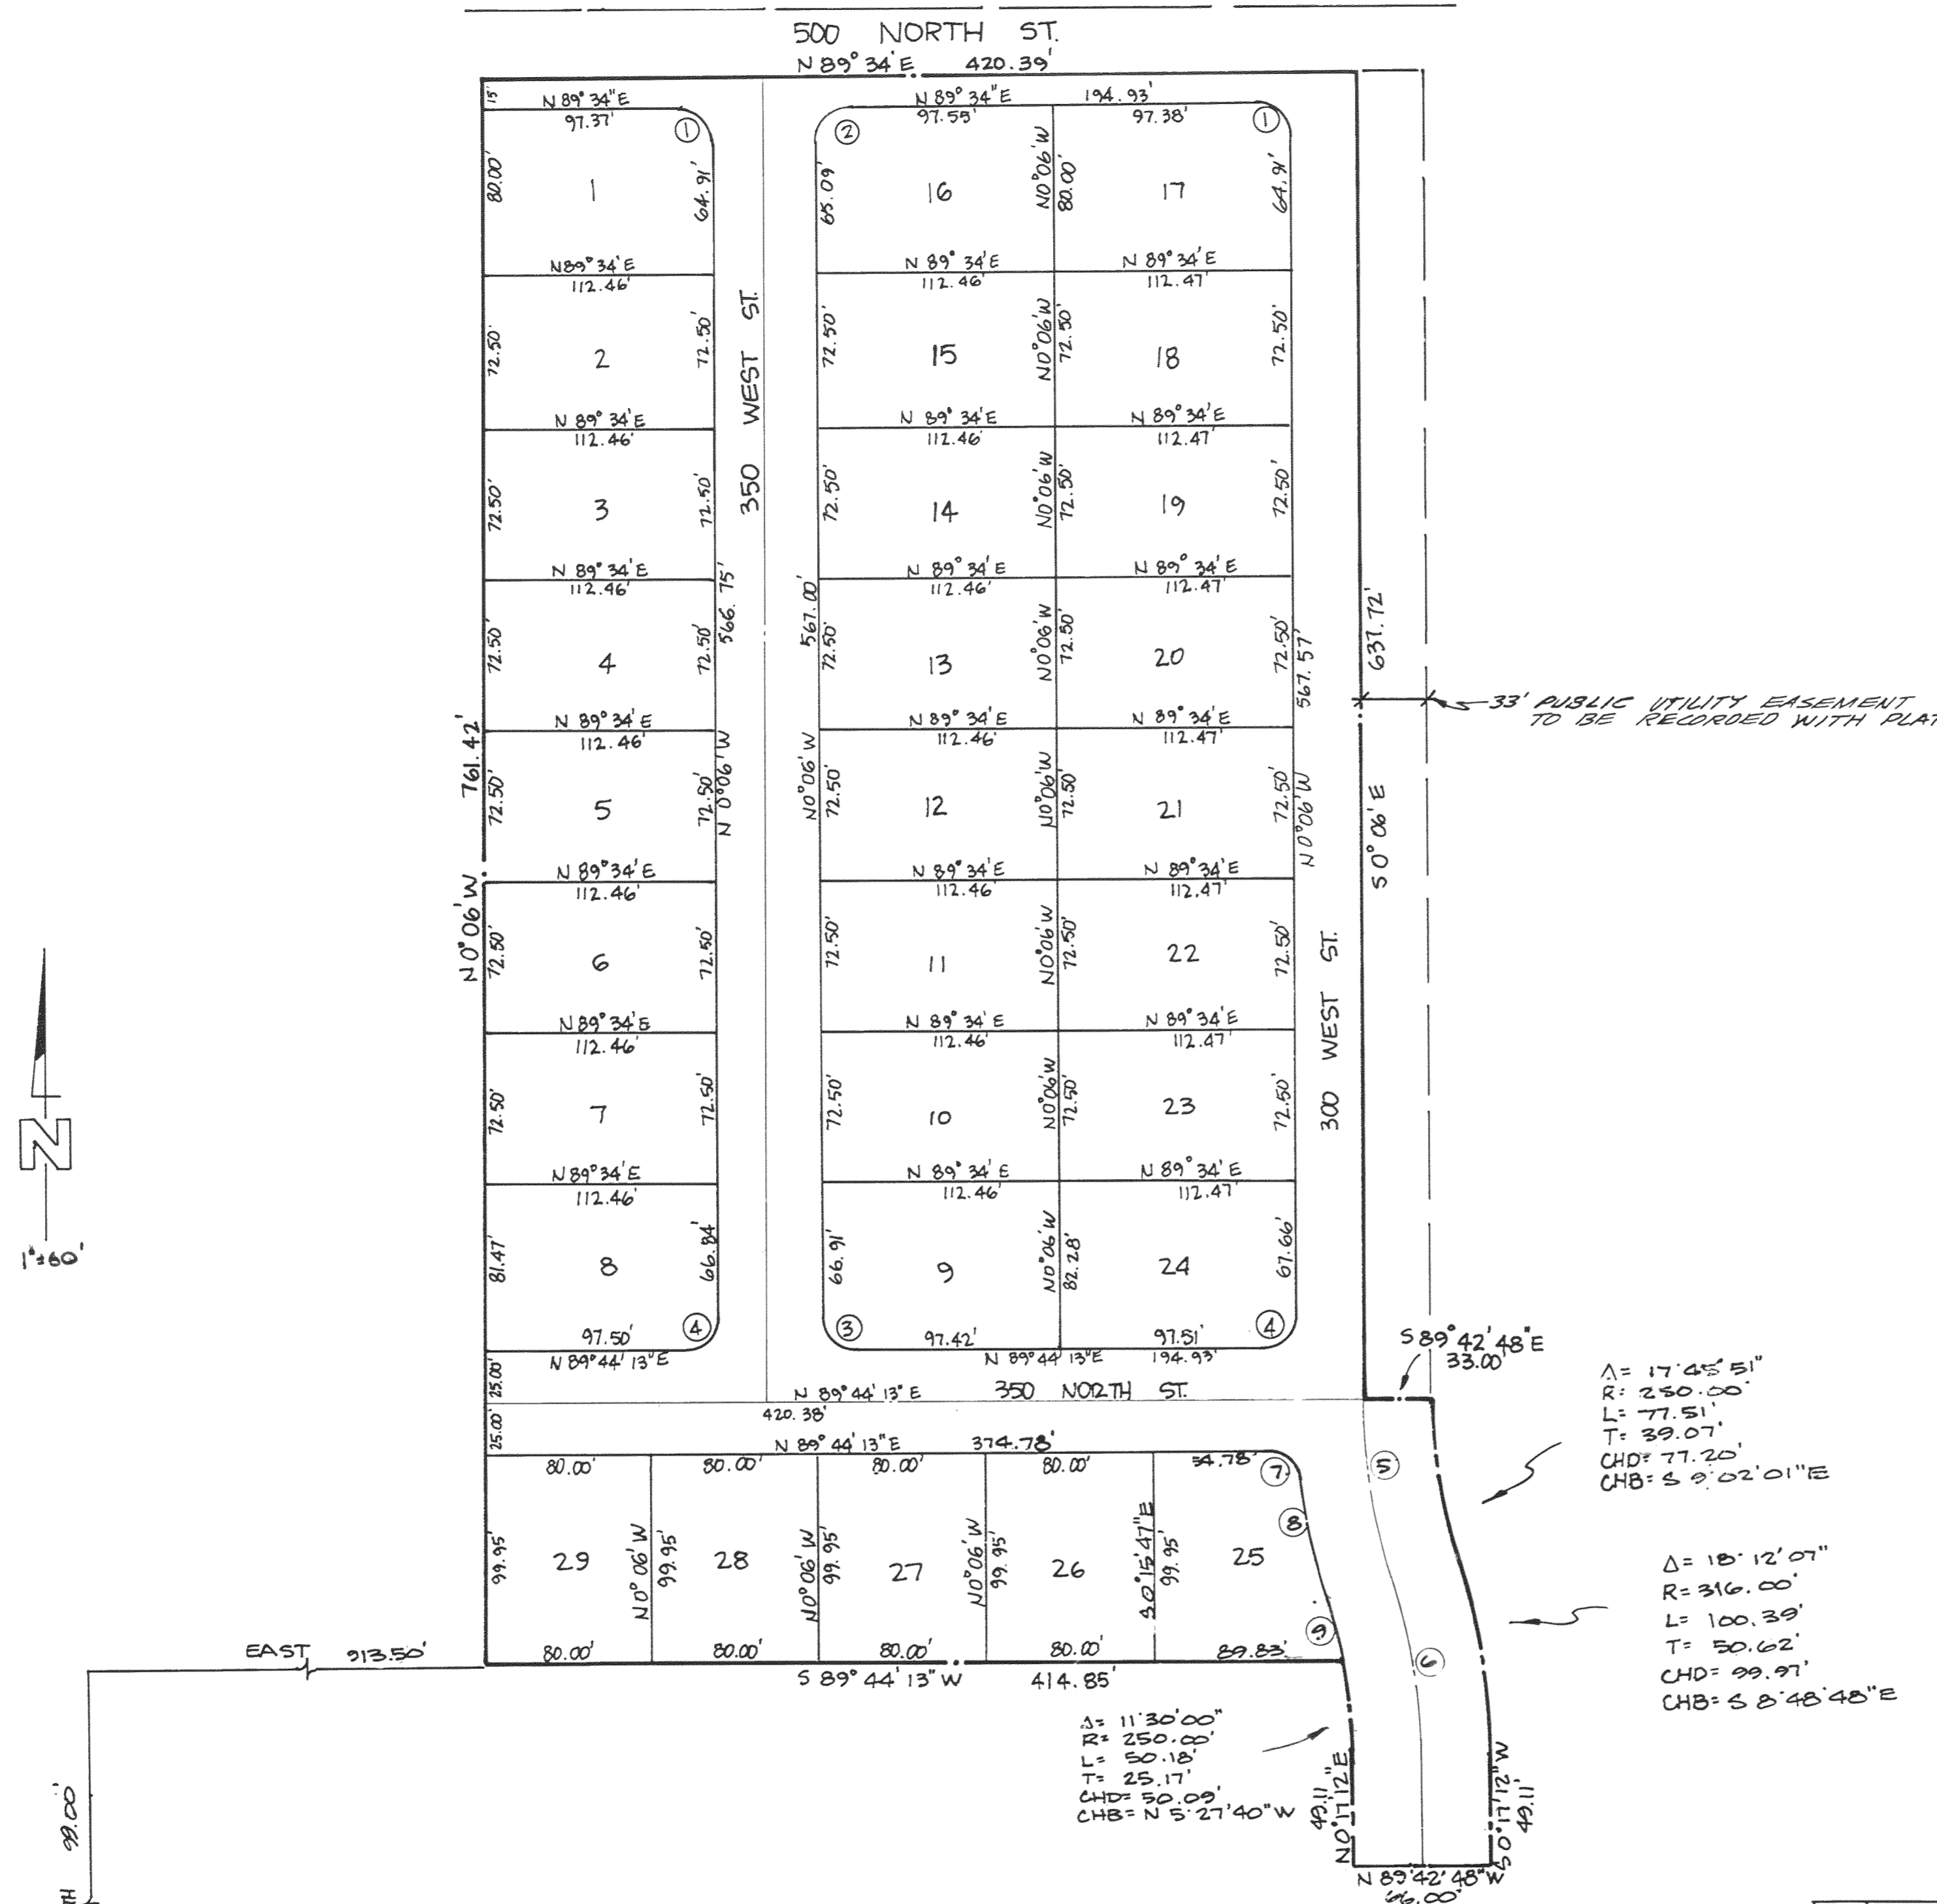 500 NORTH ST.
N 89° 34' E 420.39'
15'
N 89° 34" E
97.37'
①
80.00'
1
64.91'
N 89° 34" E 194.93'
97.55' 97.38'
② ①
65.09'
16
N0°06'W
80.00'
17
64.91'
N89° 34' E
112.46'
N 89° 34' E
112.46'
N 89° 34' E
112.47'
72.50'
2
72.50'
350 WEST ST.
72.50'
15
N0°06'W
72.50'
18
72.50'
N 89° 34' E
112.46'
N 89° 34' E
112.46'
N 89° 34' E
112.47'
72.50'
3
72.50'
72.50'
14
N0°06'W
72.50'
19
72.50'
N 89° 34' E
112.46'
N 89° 34' E
112.46'
N 89° 34' E
112.47'
72.50'
4
72.50'
566.75'
567.00'
72.50'
13
N0°06'W
72.50'
20
72.50'
567.57'
637.72'
33' PUBLIC UTILITY EASEMENT
TO BE RECORDED WITH PLAT
N 89° 34' E
112.46'
N 89° 34' E
112.46'
N 89° 34' E
112.47'
N0°06'W 761.42'
72.50'
5
72.50'
N 0°06'W
N0°06'W
72.50'
12
N0°06'W
72.50'
21
72.50'
N0°06'W
S 0°06' E
N 89° 34' E
112.46'
N 89° 34' E
112.46'
N 89° 34' E
112.47'
72.50'
6
72.50'
72.50'
11
N0°06'W
72.50'
22
72.50'
300 WEST ST.
N 89° 34' E
112.46'
N 89° 34' E
112.46'
N 89° 34' E
112.47'
72.50'
7
72.50'
72.50'
10
N0°06'W
72.50'
23
72.50'
N
1"=60'
N 89° 34' E
112.46'
N 89° 34' E
112.46'
N 89° 34' E
112.47'
81.47'
8
66.84'
66.91'
9
N0°06'W
82.28'
24
67.66'
97.50' ④
N 89° 44' 13" E
③ 97.42' 97.51' ④
N 89° 44' 13" E 194.93'
25.00'
N 89° 44' 13" E 350 NORTH ST.
420.38'
25.00'
N 89° 44' 13" E 374.78'
80.00' 80.00' 80.00' 80.00' 54.78' ⑦
S 89° 42' 48" E
33.00'
Δ= 17°45'51"
R= 250.00'
L= 77.51'
T= 39.07'
CHD= 77.20'
CHB= S 9°02'01"E
⑤
⑧
99.95'
29
N0°06'W
99.95'
28
N0°06'W
99.95'
27
N0°06'W
99.95'
26
S0°15'47"E
99.95'
25
⑨
⑥
Δ= 18°12'07"
R= 316.00'
L= 100.39'
T= 50.62'
CHD= 99.97'
CHB= S 8°48'48"E
80.00' 80.00' 80.00' 80.00' 89.83'
S 89° 44' 13" W 414.85'
EAST 913.50'
99.00'
Δ= 11°30'00"
R= 250.00'
L= 50.18'
T= 25.17'
CHD= 50.09'
CHB= N 5°27'40" W
49.11"
N0°17'12"E
S0°17'12"W
49.11'
N 89°42'48"W
66.00'